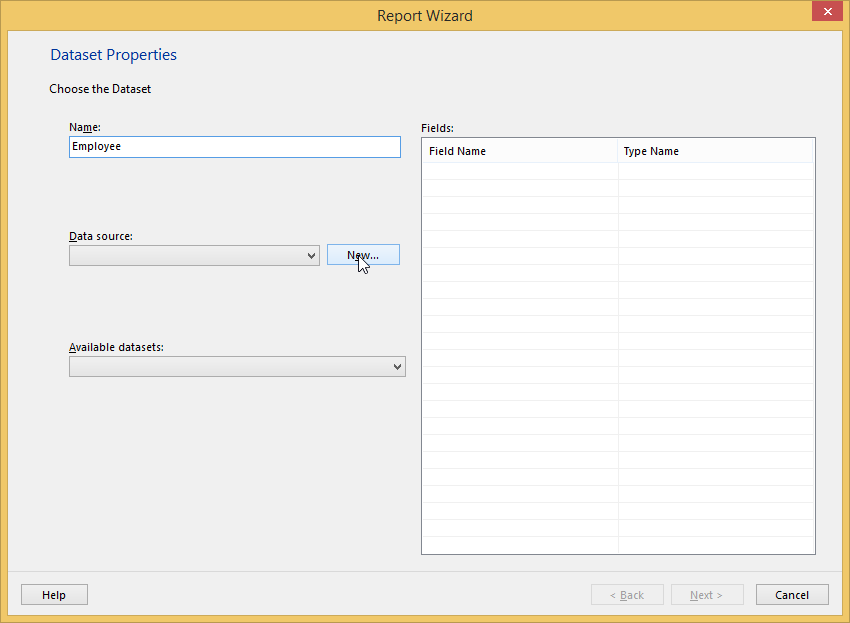 Report Wizard
Dataset Properties
Choose the Dataset
Name:
Employee
Data source:
New...
Available datasets:
Fields:
Field Name Type Name
Help
< Back
Next >
Cancel